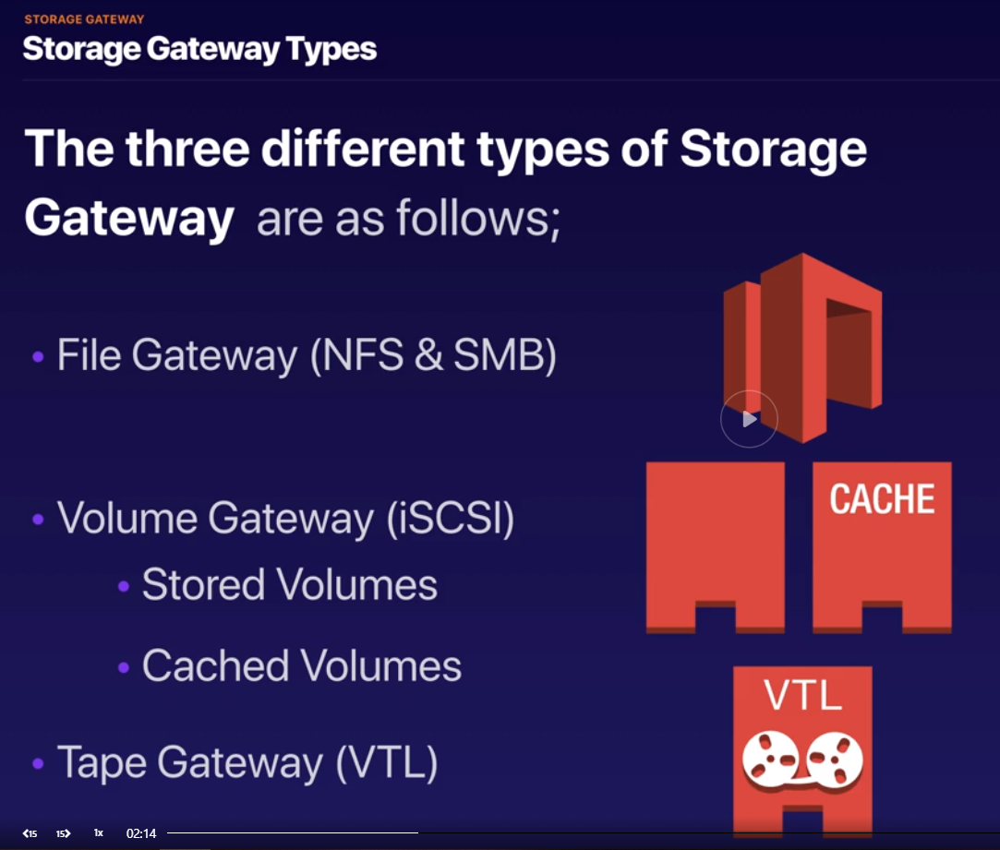 STORAGE GATEWAY
Storage Gateway Types
The three different types of Storage
Gateway are as follows;
• File Gateway (NFS & SMB)
• Volume Gateway (iSCSI)
• Stored Volumes
• Cached Volumes
• Tape Gateway (VTL)
CACHE
VTL
15
15
1x
02:14